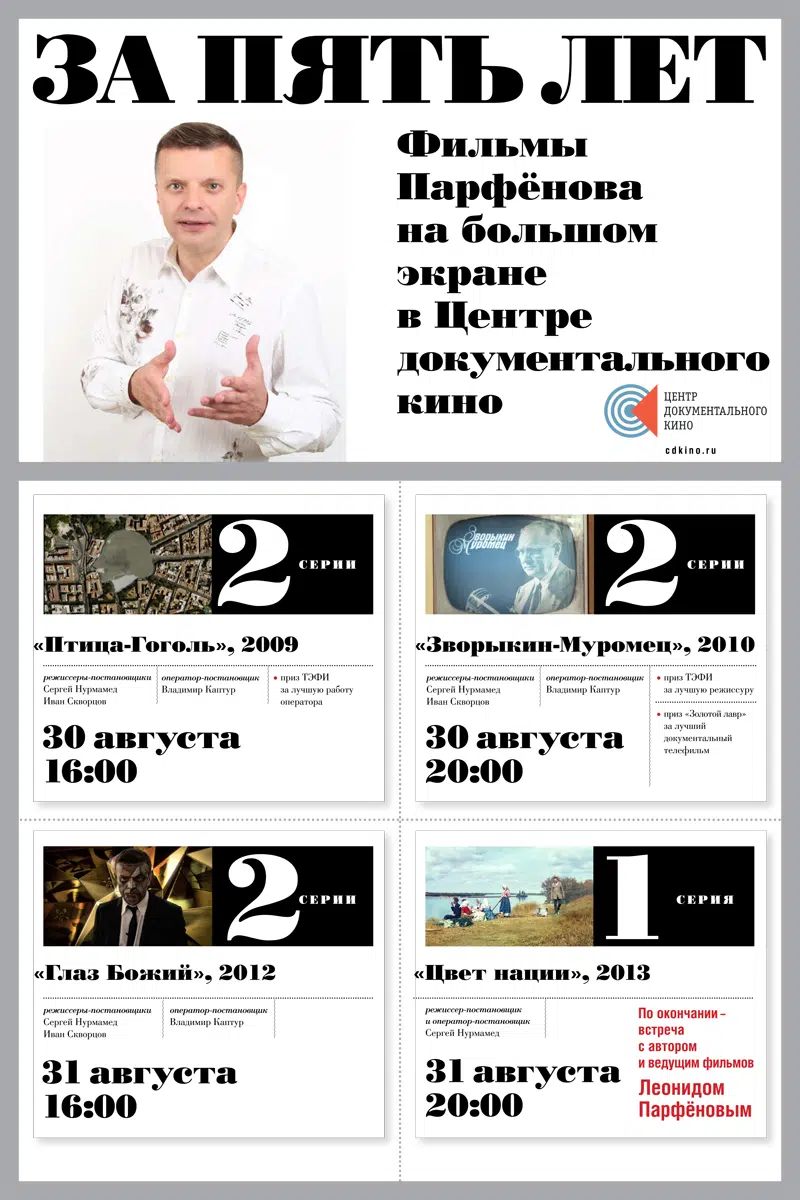 ЗА ПЯТЬ ЛЕТ
Фильмы
Парфёнова
на большом
экране
в Центре
документального
кино
ЦЕНТР
ДОКУМЕНТАЛЬНОГО
КИНО
cdkino.ru
2 СЕРИИ
«Птица-Гоголь», 2009
режиссеры-постановщики
Сергей Нурмамед
Иван Скворцов
оператор-постановщик
Владимир Каптур
• приз ТЭФИ
за лучшую работу
оператора
30 августа
16:00
Зворыкин
Муромец
2 СЕРИИ
«Зворыкин-Муромец», 2010
режиссеры-постановщики
Сергей Нурмамед
Иван Скворцов
оператор-постановщик
Владимир Каптур
• приз ТЭФИ
за лучшую режиссуру
• приз «Золотой лавр»
за лучший
документальный
телефильм
30 августа
20:00
2 СЕРИИ
«Глаз Божий», 2012
режиссеры-постановщики
Сергей Нурмамед
Иван Скворцов
оператор-постановщик
Владимир Каптур
31 августа
16:00
1 СЕРИЯ
«Цвет нации», 2013
режиссер-постановщик
и оператор-постановщик
Сергей Нурмамед
31 августа
20:00
По окончании –
встреча
с автором
и ведущим фильмов
Леонидом
Парфёновым